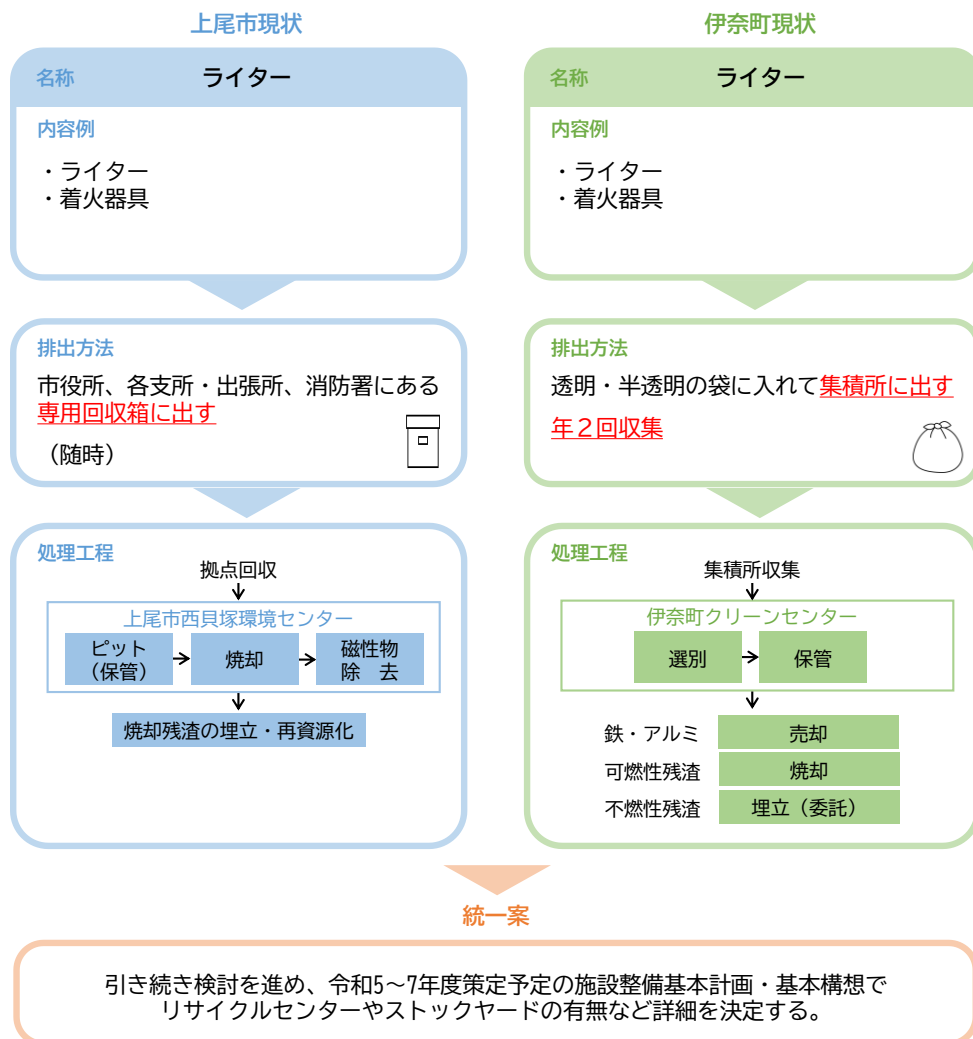 上尾市現状
名称 ライター
内容例
・ライター
・着火器具
排出方法
市役所、各支所・出張所、消防署にある
専用回収箱に出す
（随時）
処理工程
拠点回収
上尾市西貝塚環境センター
ピット
（保管）
焼却
磁性物
除　去
焼却残渣の埋立・再資源化
伊奈町現状
名称 ライター
内容例
・ライター
・着火器具
排出方法
透明・半透明の袋に入れて集積所に出す
年２回収集
処理工程
集積所収集
伊奈町クリーンセンター
選別
保管
鉄・アルミ 売却
可燃性残渣 焼却
不燃性残渣 埋立（委託）
統一案
引き続き検討を進め、令和5～7年度策定予定の施設整備基本計画・基本構想で
リサイクルセンターやストックヤードの有無など詳細を決定する。